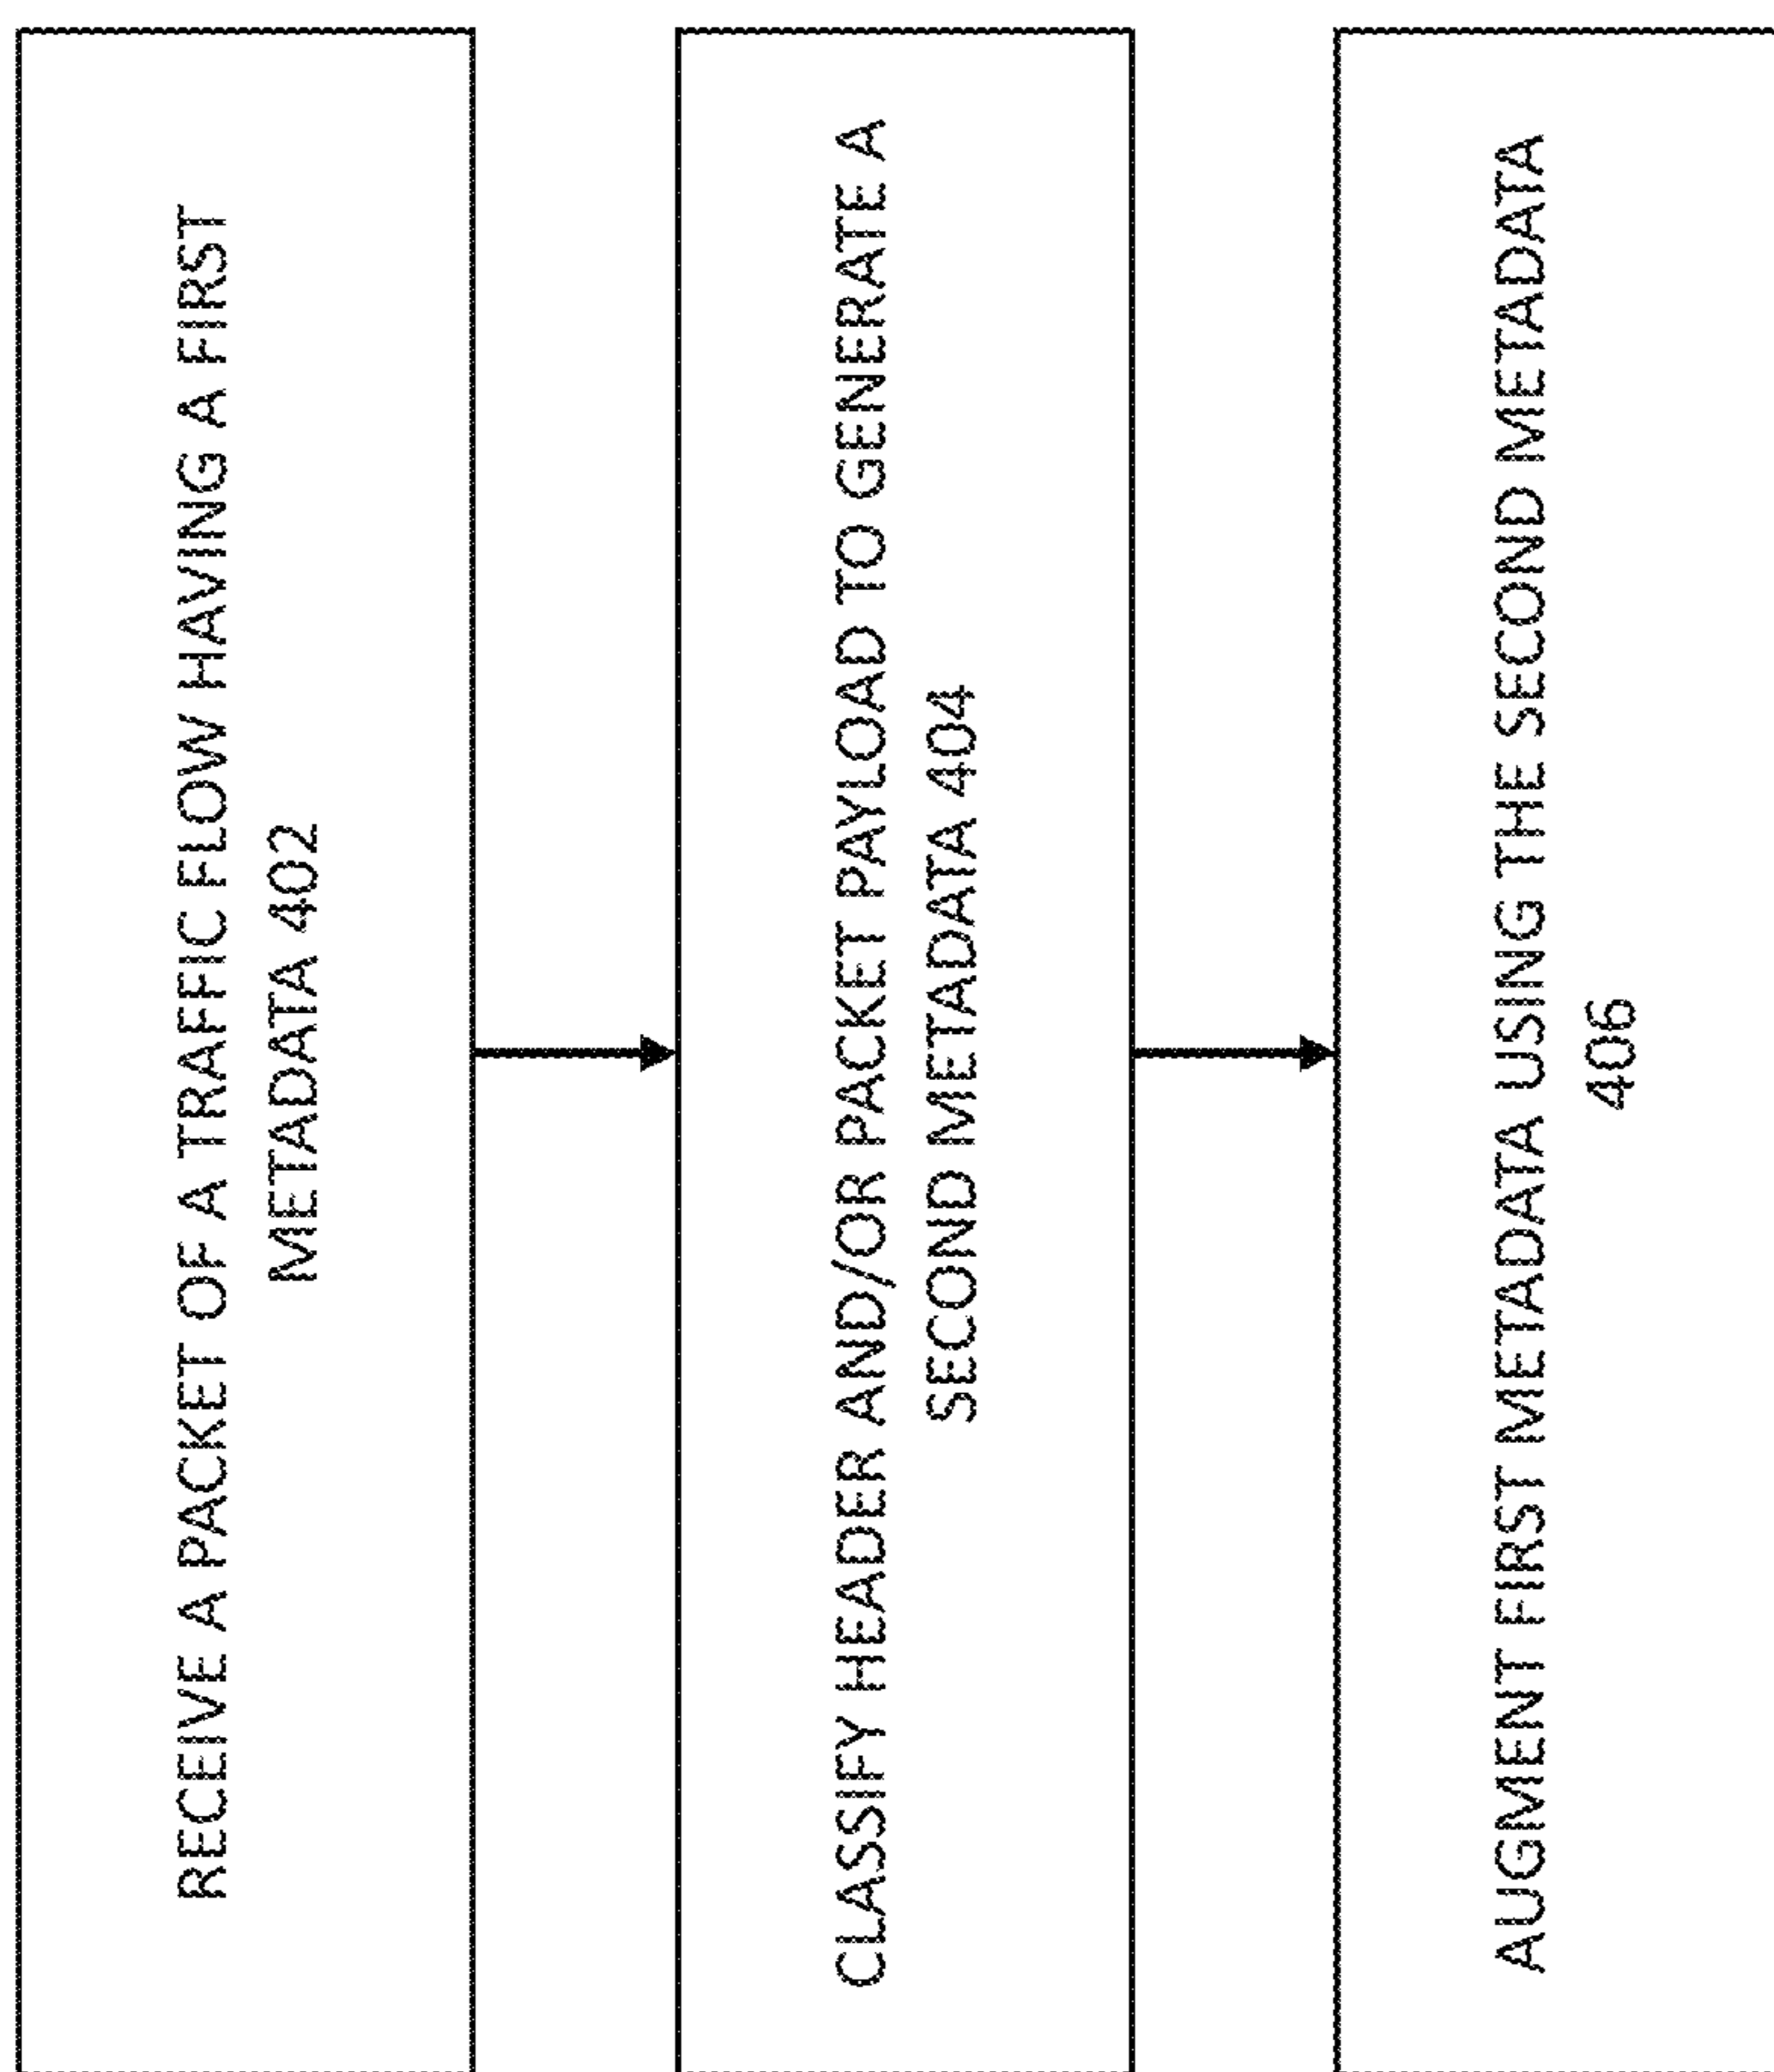 RECEIVE A PACKET OF A TRAFFIC FLOW HAVING A FIRST
METADATA 402
CLASSIFY HEADER AND/OR PACKET PAYLOAD TO GENERATE A
SECOND METADATA 404
AUGMENT FIRST METADATA USING THE SECOND METADATA
406